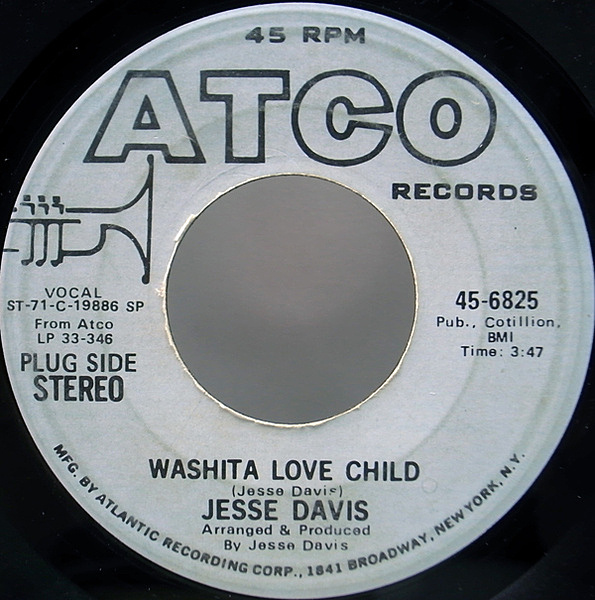 45 RPM
ATCO
RECORDS
VOCAL
ST-71-C-19886 SP
From Atco
LP 33-346
PLUG SIDE
STEREO
45-6825
Pub., Cotillion,
BMI
Time: 3:47
WASHITA LOVE CHILD
(Jesse Davis)
JESSE DAVIS
Arranged & Produced
By Jesse Davis
MFG. BY ATLANTIC RECORDING CORP., 1841 BROADWAY, NEW YORK, N.Y.